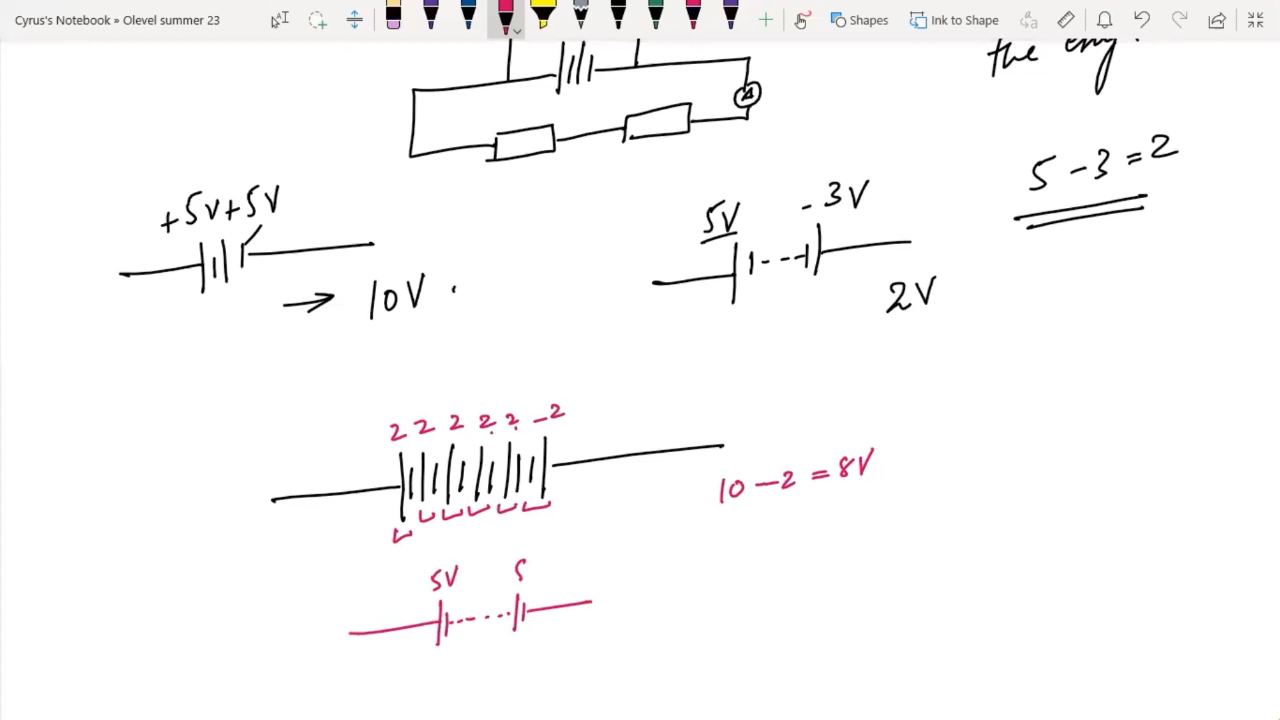 Cyrus's Notebook » Olevel summer 23
Shapes
Ink to Shape
the
A
+5V+5V
→ 10V .
5V
- 3V
2V
5 - 3 = 2
2 2 2 2 2 -2
10 - 2 = 8V
5V 5